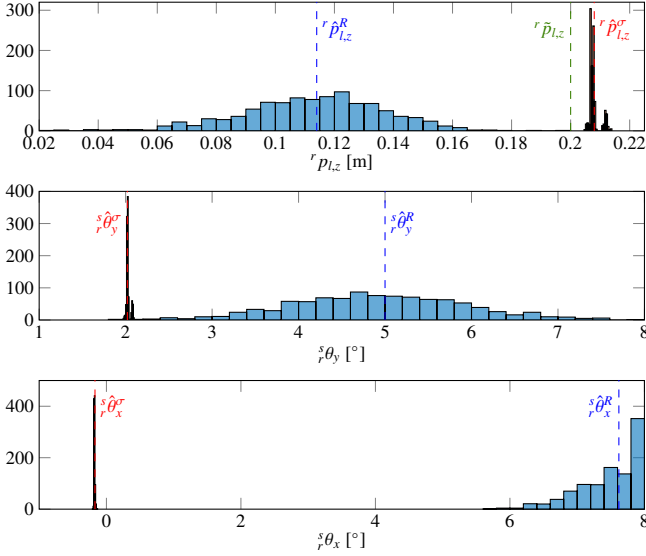 300
200
100
0
^r p̂^R_{l,z}
^r p̃_{l,z}
^r p̂^σ_{l,z}
0.02 0.04 0.06 0.08 0.1 0.12 0.14 0.16 0.18 0.2 0.22
^r p_{l,z} [m]
400
300
200
100
0
^s_r θ̂^σ_y
^s_r θ̂^R_y
1 2 3 4 5 6 7 8
^s_r θ_y [°]
400
200
0
^s_r θ̂^σ_x
^s_r θ̂^R_x
0 2 4 6 8
^s_r θ_x [°]